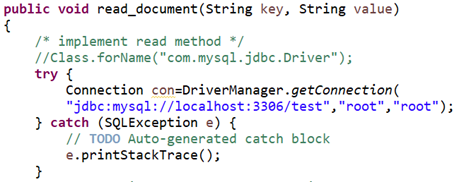 public void read_document(String key, String value)
{
/* implement read method */
//Class.forName("com.mysql.jdbc.Driver");
try {
Connection con=DriverManager.getConnection(
"jdbc:mysql://localhost:3306/test","root","root");
} catch (SQLException e) {
// TODO Auto-generated catch block
e.printStackTrace();
}